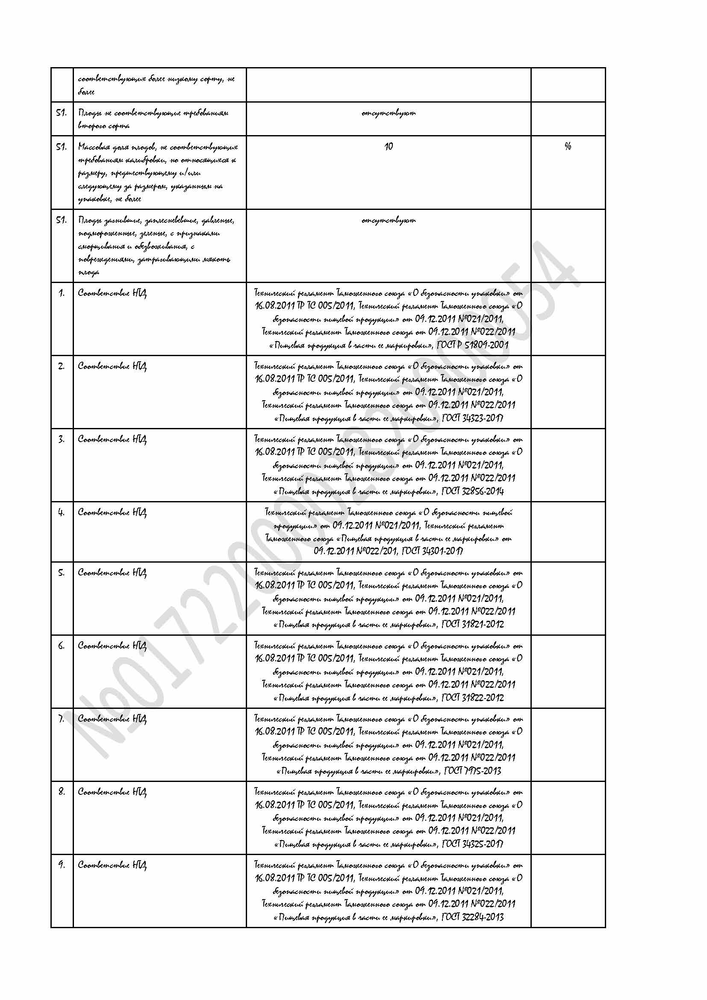 соответствующих более низкому сорту, не
более
51. Плоды не соответствующие требованиям отсутствуют
второго сорта
51. Массовая доля плодов, не соответствующих 10 %
требованиям калибровки, но относящихся к
размеру, предшествующему и/или
следующему за размером, указанным на
упаковке, не более
51. Плоды загнившие, заплесневевшие, давленые, отсутствуют
подмороженные, зеленые, с признаками
сморщивания и обезвоживания, с
повреждениями, затрагивающими мякоть
плода
1. Соответствие НД Технический регламент Таможенного союза «О безопасности упаковки» от
16.08.2011 ТР ТС 005/2011, Технический регламент Таможенного союза «О
безопасности пищевой продукции» от 09.12.2011 №021/2011,
Технический регламент Таможенного союза от 09.12.2011 №022/2011
«Пищевая продукция в части ее маркировки», ГОСТ Р 51809-2001
2. Соответствие НД Технический регламент Таможенного союза «О безопасности упаковки» от
16.08.2011 ТР ТС 005/2011, Технический регламент Таможенного союза «О
безопасности пищевой продукции» от 09.12.2011 №021/2011,
Технический регламент Таможенного союза от 09.12.2011 №022/2011
«Пищевая продукция в части ее маркировки», ГОСТ 34323-2017
3. Соответствие НД Технический регламент Таможенного союза «О безопасности упаковки» от
16.08.2011 ТР ТС 005/2011, Технический регламент Таможенного союза «О
безопасности пищевой продукции» от 09.12.2011 №021/2011,
Технический регламент Таможенного союза от 09.12.2011 №022/2011
«Пищевая продукция в части ее маркировки», ГОСТ 32856-2014
4. Соответствие НД Технический регламент Таможенного союза «О безопасности пищевой
продукции» от 09.12.2011 №021/2011, Технический регламент
Таможенного союза «Пищевая продукция в части ее маркировки» от
09.12.2011 №022/201, ГОСТ 34301-2017
5. Соответствие НД Технический регламент Таможенного союза «О безопасности упаковки» от
16.08.2011 ТР ТС 005/2011, Технический регламент Таможенного союза «О
безопасности пищевой продукции» от 09.12.2011 №021/2011,
Технический регламент Таможенного союза от 09.12.2011 №022/2011
«Пищевая продукция в части ее маркировки», ГОСТ 31821-2012
6. Соответствие НД Технический регламент Таможенного союза «О безопасности упаковки» от
16.08.2011 ТР ТС 005/2011, Технический регламент Таможенного союза «О
безопасности пищевой продукции» от 09.12.2011 №021/2011,
Технический регламент Таможенного союза от 09.12.2011 №022/2011
«Пищевая продукция в части ее маркировки», ГОСТ 31822-2012
7. Соответствие НД Технический регламент Таможенного союза «О безопасности упаковки» от
16.08.2011 ТР ТС 005/2011, Технический регламент Таможенного союза «О
безопасности пищевой продукции» от 09.12.2011 №021/2011,
Технический регламент Таможенного союза от 09.12.2011 №022/2011
«Пищевая продукция в части ее маркировки», ГОСТ 7975-2013
8. Соответствие НД Технический регламент Таможенного союза «О безопасности упаковки» от
16.08.2011 ТР ТС 005/2011, Технический регламент Таможенного союза «О
безопасности пищевой продукции» от 09.12.2011 №021/2011,
Технический регламент Таможенного союза от 09.12.2011 №022/2011
«Пищевая продукция в части ее маркировки», ГОСТ 34325-2017
9. Соответствие НД Технический регламент Таможенного союза «О безопасности упаковки» от
16.08.2011 ТР ТС 005/2011, Технический регламент Таможенного союза «О
безопасности пищевой продукции» от 09.12.2011 №021/2011,
Технический регламент Таможенного союза от 09.12.2011 №022/2011
«Пищевая продукция в части ее маркировки», ГОСТ 32284-2013